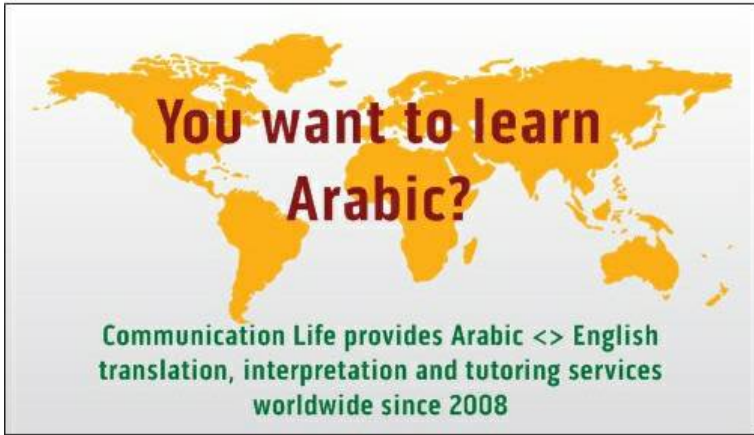 You want to learn
Arabic?
Communication Life provides Arabic <> English
translation, interpretation and tutoring services
worldwide since 2008